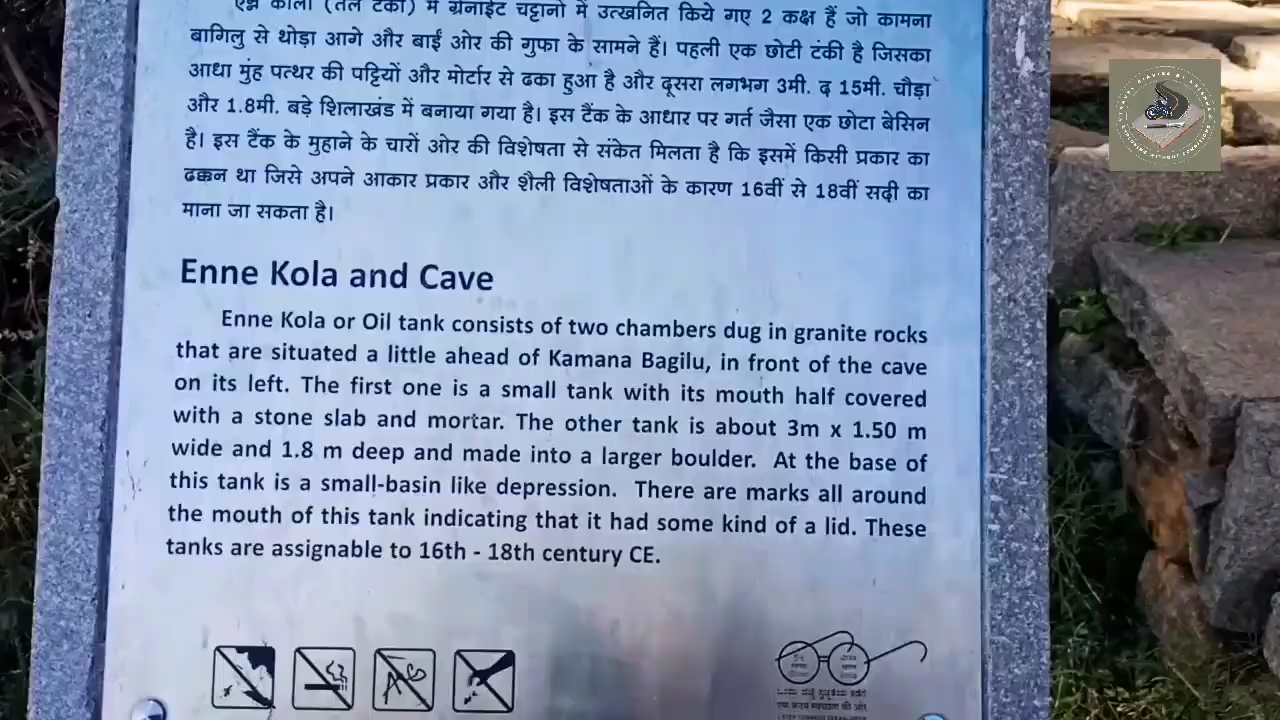 एन्ने कोला (तेल टंकी) में ग्रेनाईट चट्टानों में उत्खनित किये गए 2 कक्ष हैं जो कामना
बागिलु से थोड़ा आगे और बाईं ओर की गुफा के सामने हैं। पहली एक छोटी टंकी है जिसका
आधा मुंह पत्थर की पट्टियों और मोर्टार से ढका हुआ है और दूसरा लगभग 3मी. द 15मी. चौड़ा
और 1.8मी. बड़े शिलाखंड में बनाया गया है। इस टैंक के आधार पर गर्त जैसा एक छोटा बेसिन
है। इस टैंक के मुहाने के चारों ओर की विशेषता से संकेत मिलता है कि इसमें किसी प्रकार का
ढक्कन था जिसे अपने आकार प्रकार और शैली विशेषताओं के कारण 16वीं से 18वीं सदी का
माना जा सकता है।
Enne Kola and Cave
Enne Kola or Oil tank consists of two chambers dug in granite rocks
that are situated a little ahead of Kamana Bagilu, in front of the cave
on its left. The first one is a small tank with its mouth half covered
with a stone slab and mortar. The other tank is about 3m x 1.50 m
wide and 1.8 m deep and made into a larger boulder. At the base of
this tank is a small-basin like depression. There are marks all around
the mouth of this tank indicating that it had some kind of a lid. These
tanks are assignable to 16th - 18th century CE.
एक कदम स्वच्छता की ओर